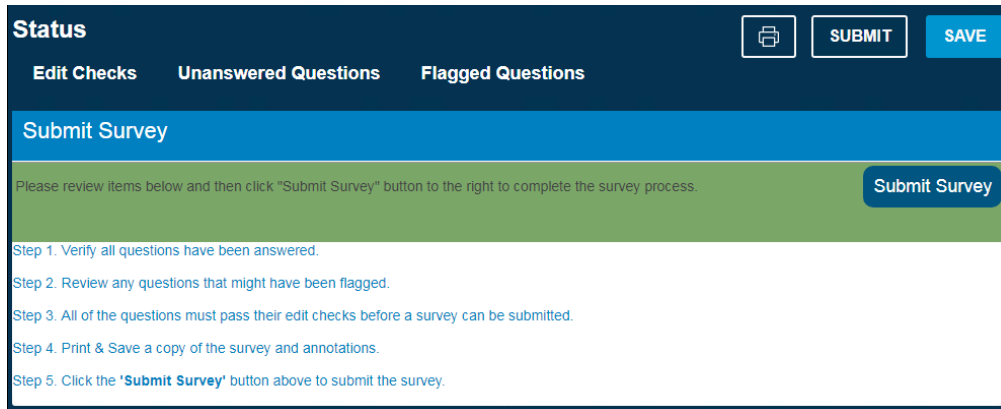 Status
SUBMIT
SAVE
Edit Checks
Unanswered Questions
Flagged Questions
Submit Survey
Please review items below and then click "Submit Survey" button to the right to complete the survey process.
Submit Survey
Step 1. Verify all questions have been answered.
Step 2. Review any questions that might have been flagged.
Step 3. All of the questions must pass their edit checks before a survey can be submitted.
Step 4. Print & Save a copy of the survey and annotations.
Step 5. Click the 'Submit Survey' button above to submit the survey.